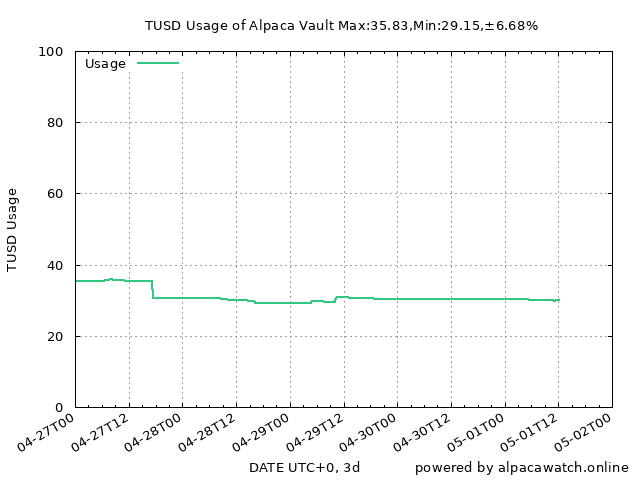 TUSD Usage of Alpaca Vault Max:35.83,Min:29.15,±6.68%
Usage
100
80
60
40
20
0
TUSD Usage
04-27T00
04-27T12
04-28T00
04-28T12
04-29T00
04-29T12
04-30T00
04-30T12
05-01T00
05-01T12
05-02T00
DATE UTC+0, 3d
powered by alpacawatch.online